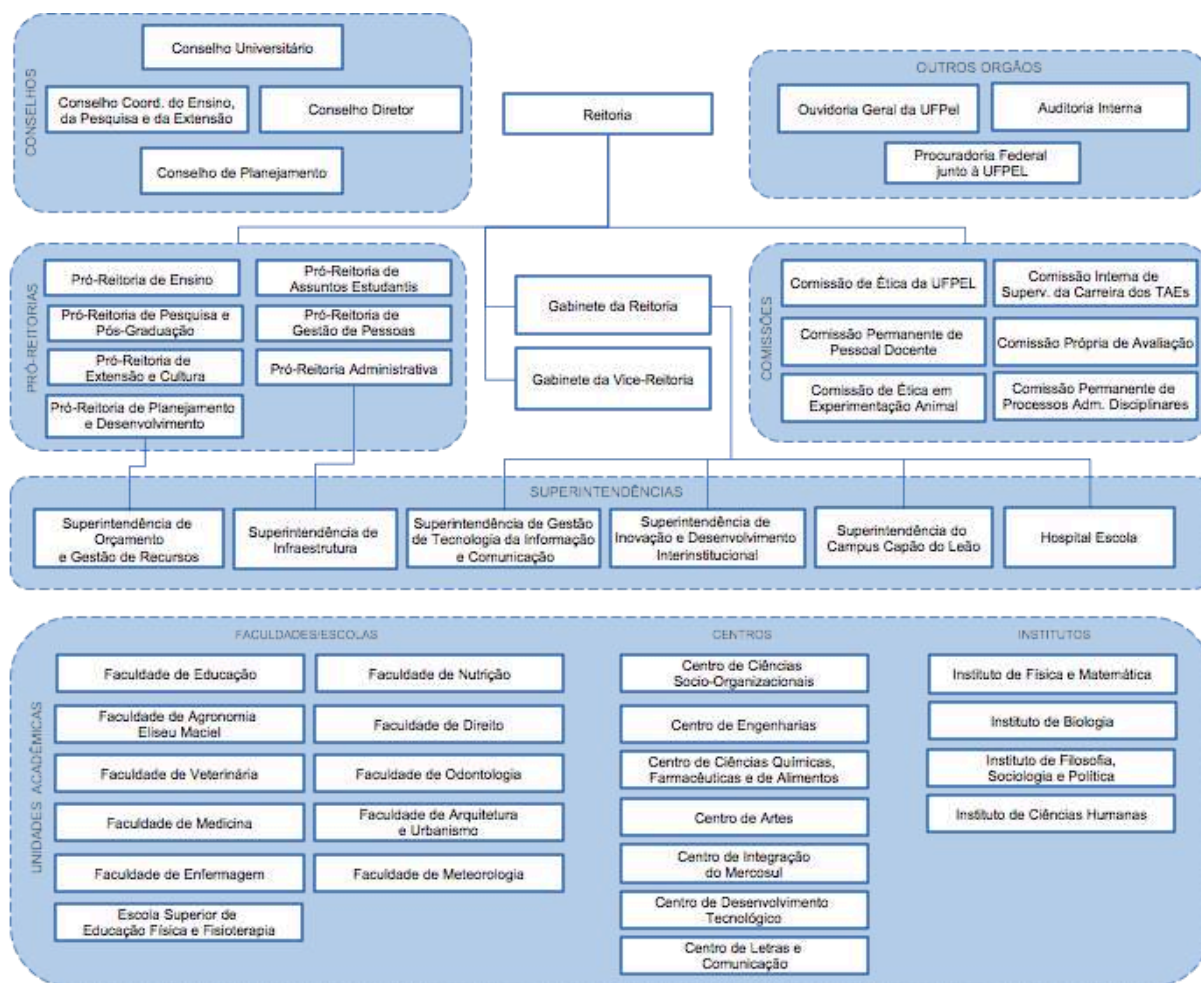 CONSELHOS
Conselho Universitário
Conselho Coord. do Ensino,
da Pesquisa e da Extensão
Conselho Diretor
Conselho de Planejamento
Reitoria
OUTROS ORGÃOS
Ouvidoria Geral da UFPel
Auditoria Interna
Procuradoria Federal
junto à UFPEL
PRÓ-REITORIAS
Pró-Reitoria de Ensino
Pró-Reitoria de
Assuntos Estudantis
Pró-Reitoria de Pesquisa e
Pós-Graduação
Pró-Reitoria de
Gestão de Pessoas
Pró-Reitoria de
Extensão e Cultura
Pró-Reitoria Administrativa
Pró-Reitoria de Planejamento
e Desenvolvimento
Gabinete da Reitoria
Gabinete da Vice-Reitoria
COMISSÕES
Comissão de Ética da UFPEL
Comissão Interna de
Superv. da Carreira dos TAEs
Comissão Permanente de
Pessoal Docente
Comissão Própria de Avaliação
Comissão de Ética em
Experimentação Animal
Comissão Permanente de
Processos Adm. Disciplinares
SUPERINTENDÊNCIAS
Superintendência de
Orçamento
e Gestão de Recursos
Superintendência de
Infraestrutura
Superintendência de Gestão
de Tecnologia da Informação
e Comunicação
Superintendência de
Inovação e Desenvolvimento
Interinstitucional
Superintendência do
Campus Capão do Leão
Hospital Escola
UNIDADES ACADÊMICAS
FACULDADES/ESCOLAS
Faculdade de Educação
Faculdade de Nutrição
Faculdade de Agronomia
Eliseu Maciel
Faculdade de Direito
Faculdade de Veterinária
Faculdade de Odontologia
Faculdade de Medicina
Faculdade de Arquitetura
e Urbanismo
Faculdade de Enfermagem
Faculdade de Meteorologia
Escola Superior de
Educação Física e Fisioterapia
CENTROS
Centro de Ciências
Socio-Organizacionais
Centro de Engenharias
Centro de Ciências Químicas,
Farmacêuticas e de Alimentos
Centro de Artes
Centro de Integração
do Mercosul
Centro de Desenvolvimento
Tecnológico
Centro de Letras e
Comunicação
INSTITUTOS
Instituto de Física e Matemática
Instituto de Biologia
Instituto de Filosofia,
Sociologia e Política
Instituto de Ciências Humanas